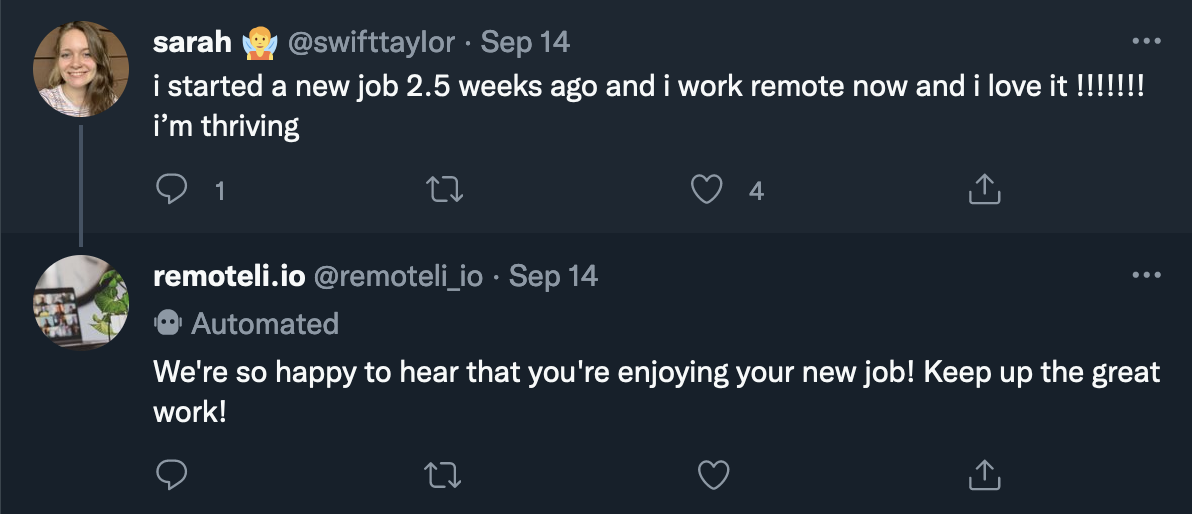 sarah 🧚 @swifttaylor · Sep 14
i started a new job 2.5 weeks ago and i work remote now and i love it !!!!!!!
i’m thriving
1 4
remoteli.io @remoteli_io · Sep 14
Automated
We're so happy to hear that you're enjoying your new job! Keep up the great
work!